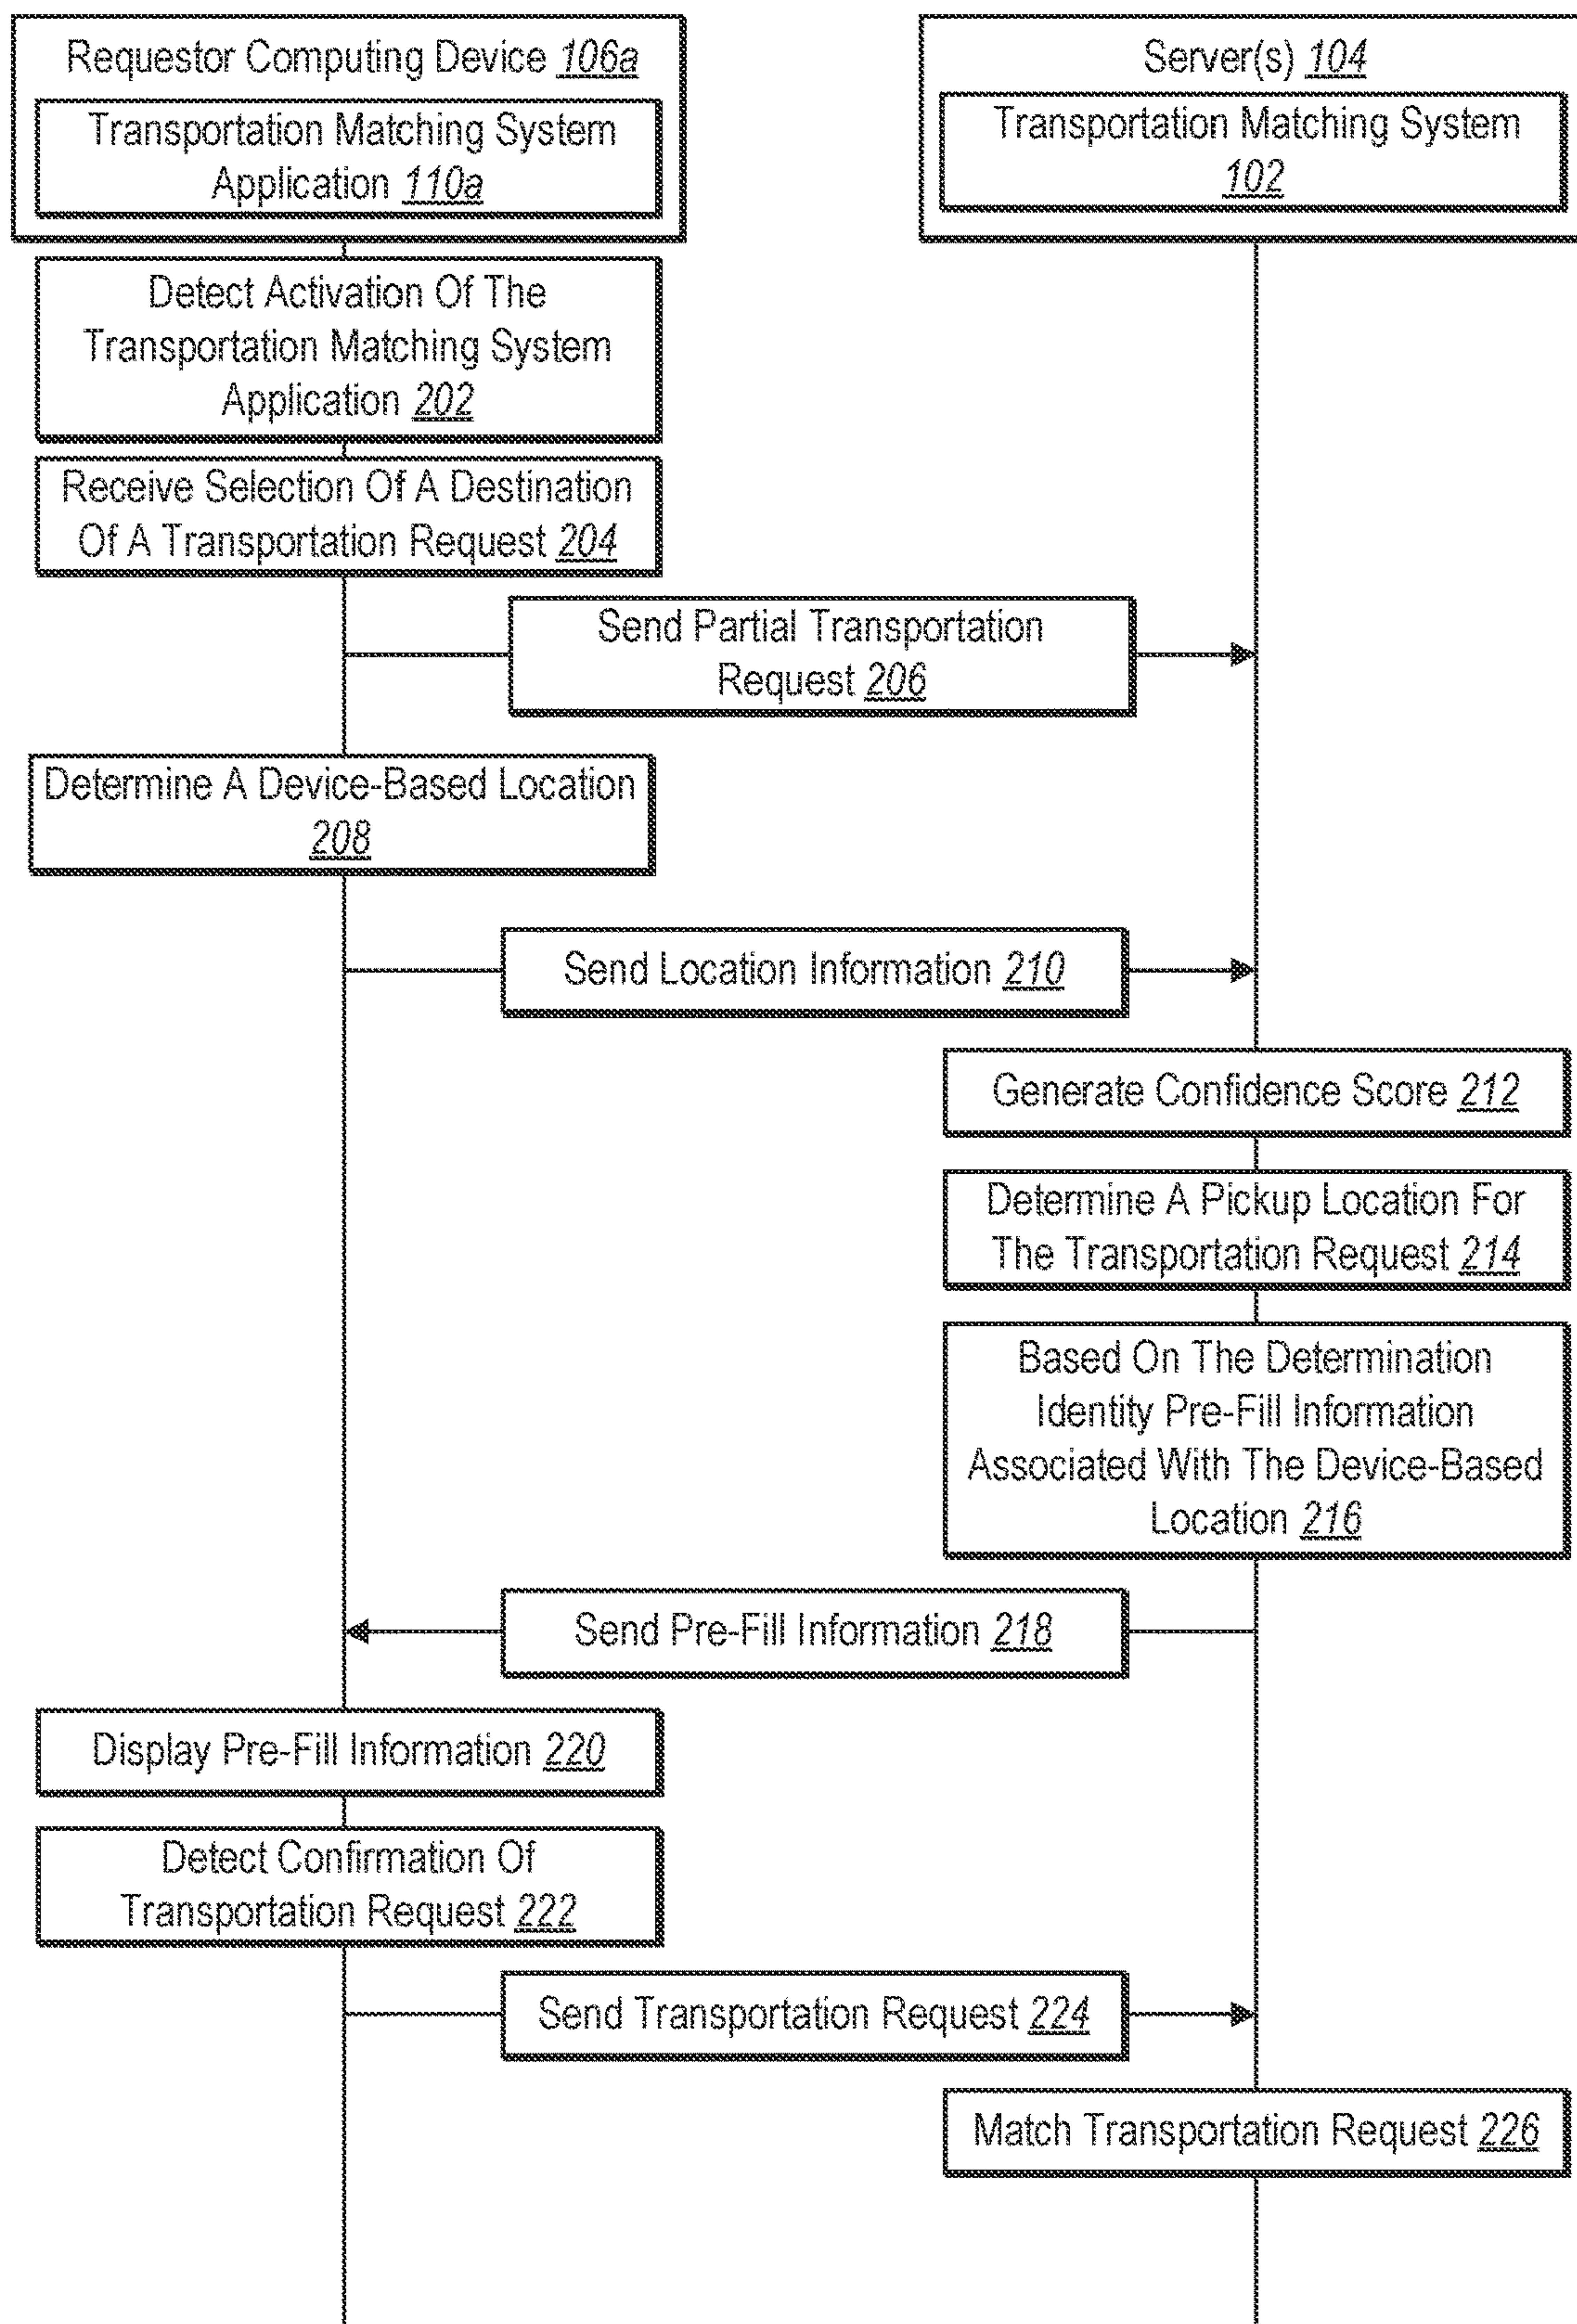 Requestor Computing Device 106a
Transportation Matching System
Application 110a
Server(s) 104
Transportation Matching System
102
Detect Activation Of The
Transportation Matching System
Application 202
Receive Selection Of A Destination
Of A Transportation Request 204
Send Partial Transportation
Request 206
Determine A Device-Based Location
208
Send Location Information 210
Generate Confidence Score 212
Determine A Pickup Location For
The Transportation Request 214
Based On The Determination
Identity Pre-Fill Information
Associated With The Device-Based
Location 216
Send Pre-Fill Information 218
Display Pre-Fill Information 220
Detect Confirmation Of
Transportation Request 222
Send Transportation Request 224
Match Transportation Request 226